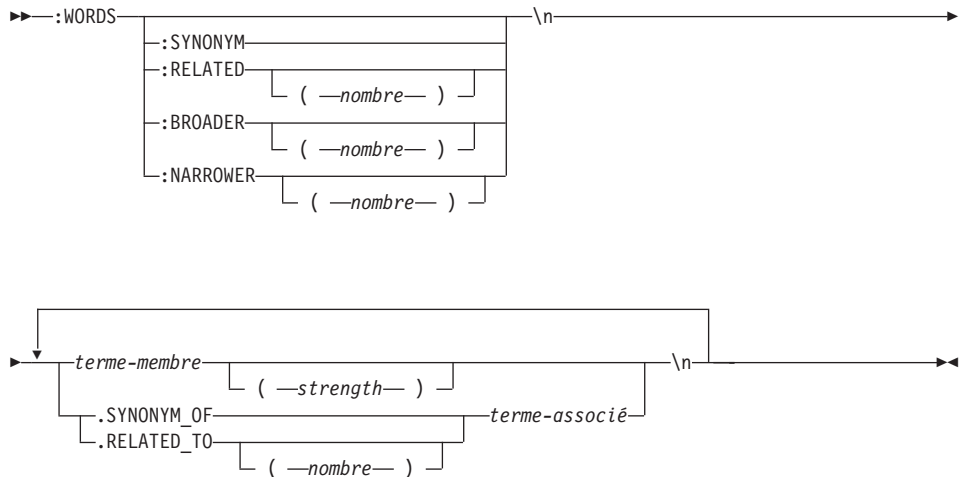 :WORDS \n
:SYNONYM
:RELATED
( nombre )
:BROADER
( nombre )
:NARROWER
( nombre )
terme-membre \n
( strength )
.SYNONYM_OF terme-associé
.RELATED_TO
( nombre )